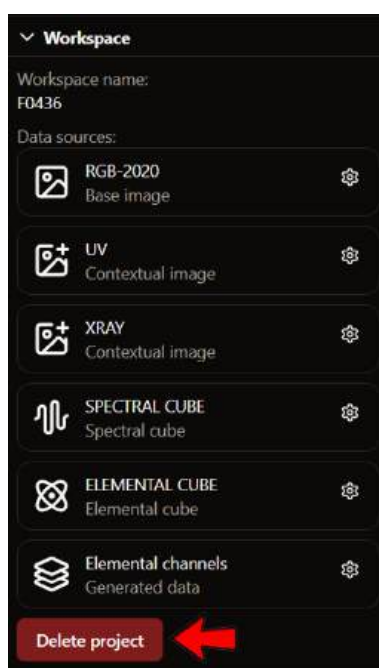 Workspace
Workspace name:
F0436
Data sources:
RGB-2020
Base image
UV
Contextual image
XRAY
Contextual image
SPECTRAL CUBE
Spectral cube
ELEMENTAL CUBE
Elemental cube
Elemental channels
Generated data
Delete project